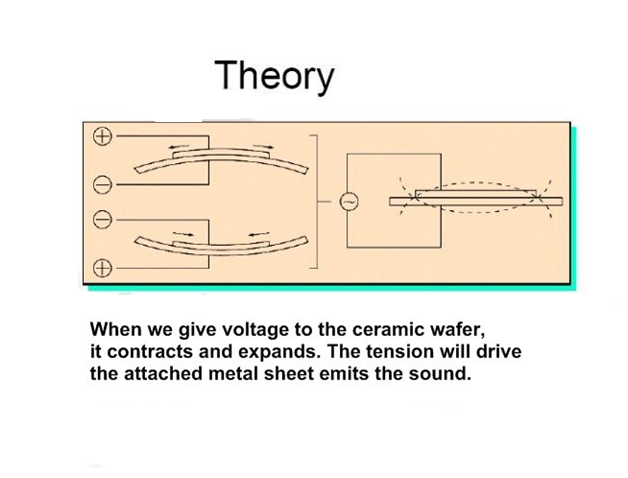 Theory
+
−
−
+
~
When we give voltage to the ceramic wafer,
it contracts and expands. The tension will drive
the attached metal sheet emits the sound.